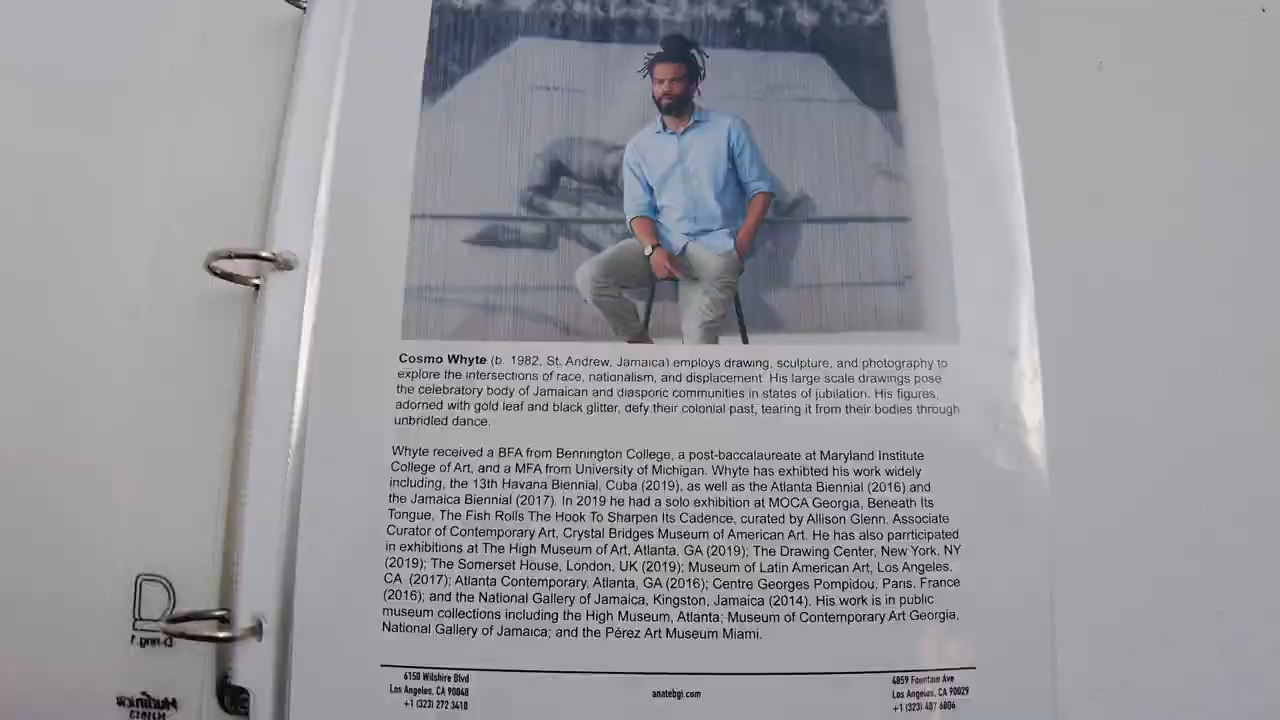 Cosmo Whyte (b. 1982, St. Andrew, Jamaica) employs drawing, sculpture, and photography to
explore the intersections of race, nationalism, and displacement. His large scale drawings pose
the celebratory body of Jamaican and diasporic communities in states of jubilation. His figures,
adorned with gold leaf and black glitter, defy their colonial past, tearing it from their bodies through
unbridled dance.
Whyte received a BFA from Bennington College, a post-baccalaureate at Maryland Institute
College of Art, and a MFA from University of Michigan. Whyte has exhibted his work widely
including, the 13th Havana Biennial, Cuba (2019), as well as the Atlanta Biennial (2016) and
the Jamaica Biennial (2017). In 2019 he had a solo exhibition at MOCA Georgia, Beneath Its
Tongue, The Fish Rolls The Hook To Sharpen Its Cadence, curated by Allison Glenn. Associate
Curator of Contemporary Art, Crystal Bridges Museum of American Art. He has also parrticipated
in exhibitions at The High Museum of Art, Atlanta, GA (2019); The Drawing Center, New York, NY
(2019); The Somerset House, London, UK (2019); Museum of Latin American Art, Los Angeles,
CA (2017); Atlanta Contemporary, Atlanta, GA (2016); Centre Georges Pompidou, Paris, France
(2016); and the National Gallery of Jamaica, Kingston, Jamaica (2014). His work is in public
museum collections including the High Museum, Atlanta; Museum of Contemporary Art Georgia,
National Gallery of Jamaica; and the Pérez Art Museum Miami.
6150 Wilshire Blvd
Los Angeles, CA 90048
+1 (323) 272 3418
anatebgi.com
4859 Fountain Ave
Los Angeles, CA 90029
+1 (323) 407 6806